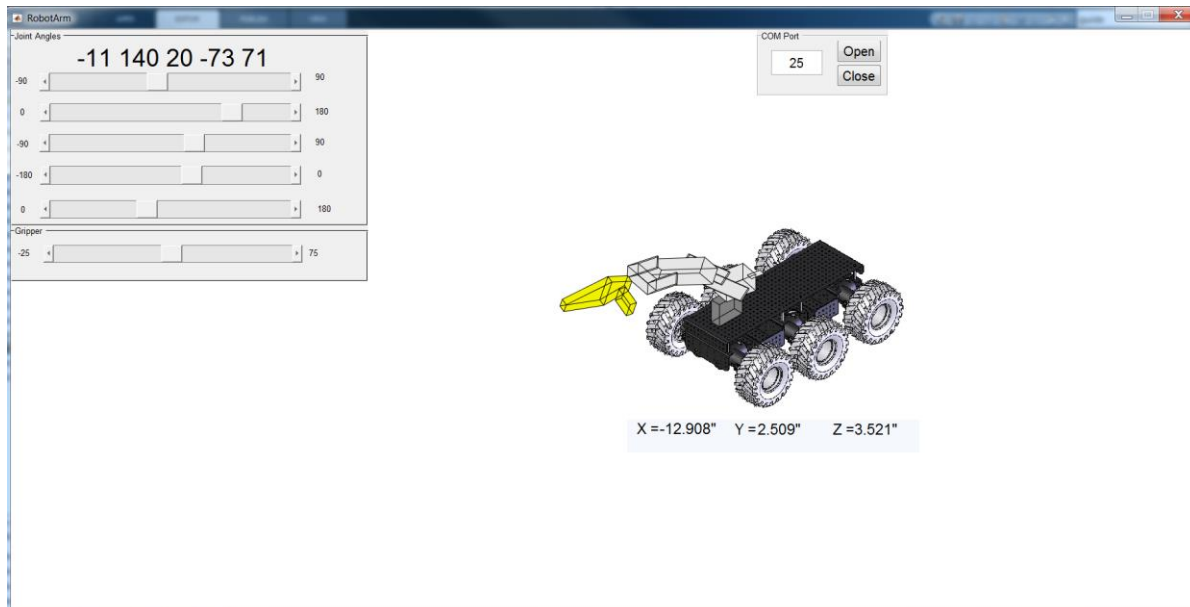 RobotArm
Joint Angles
-11 140 20 -73 71
-90 90
0 180
-90 90
-180 0
0 180
Gripper
-25 75
COM Port
25
Open
Close
X =-12.908" Y =2.509" Z =3.521"